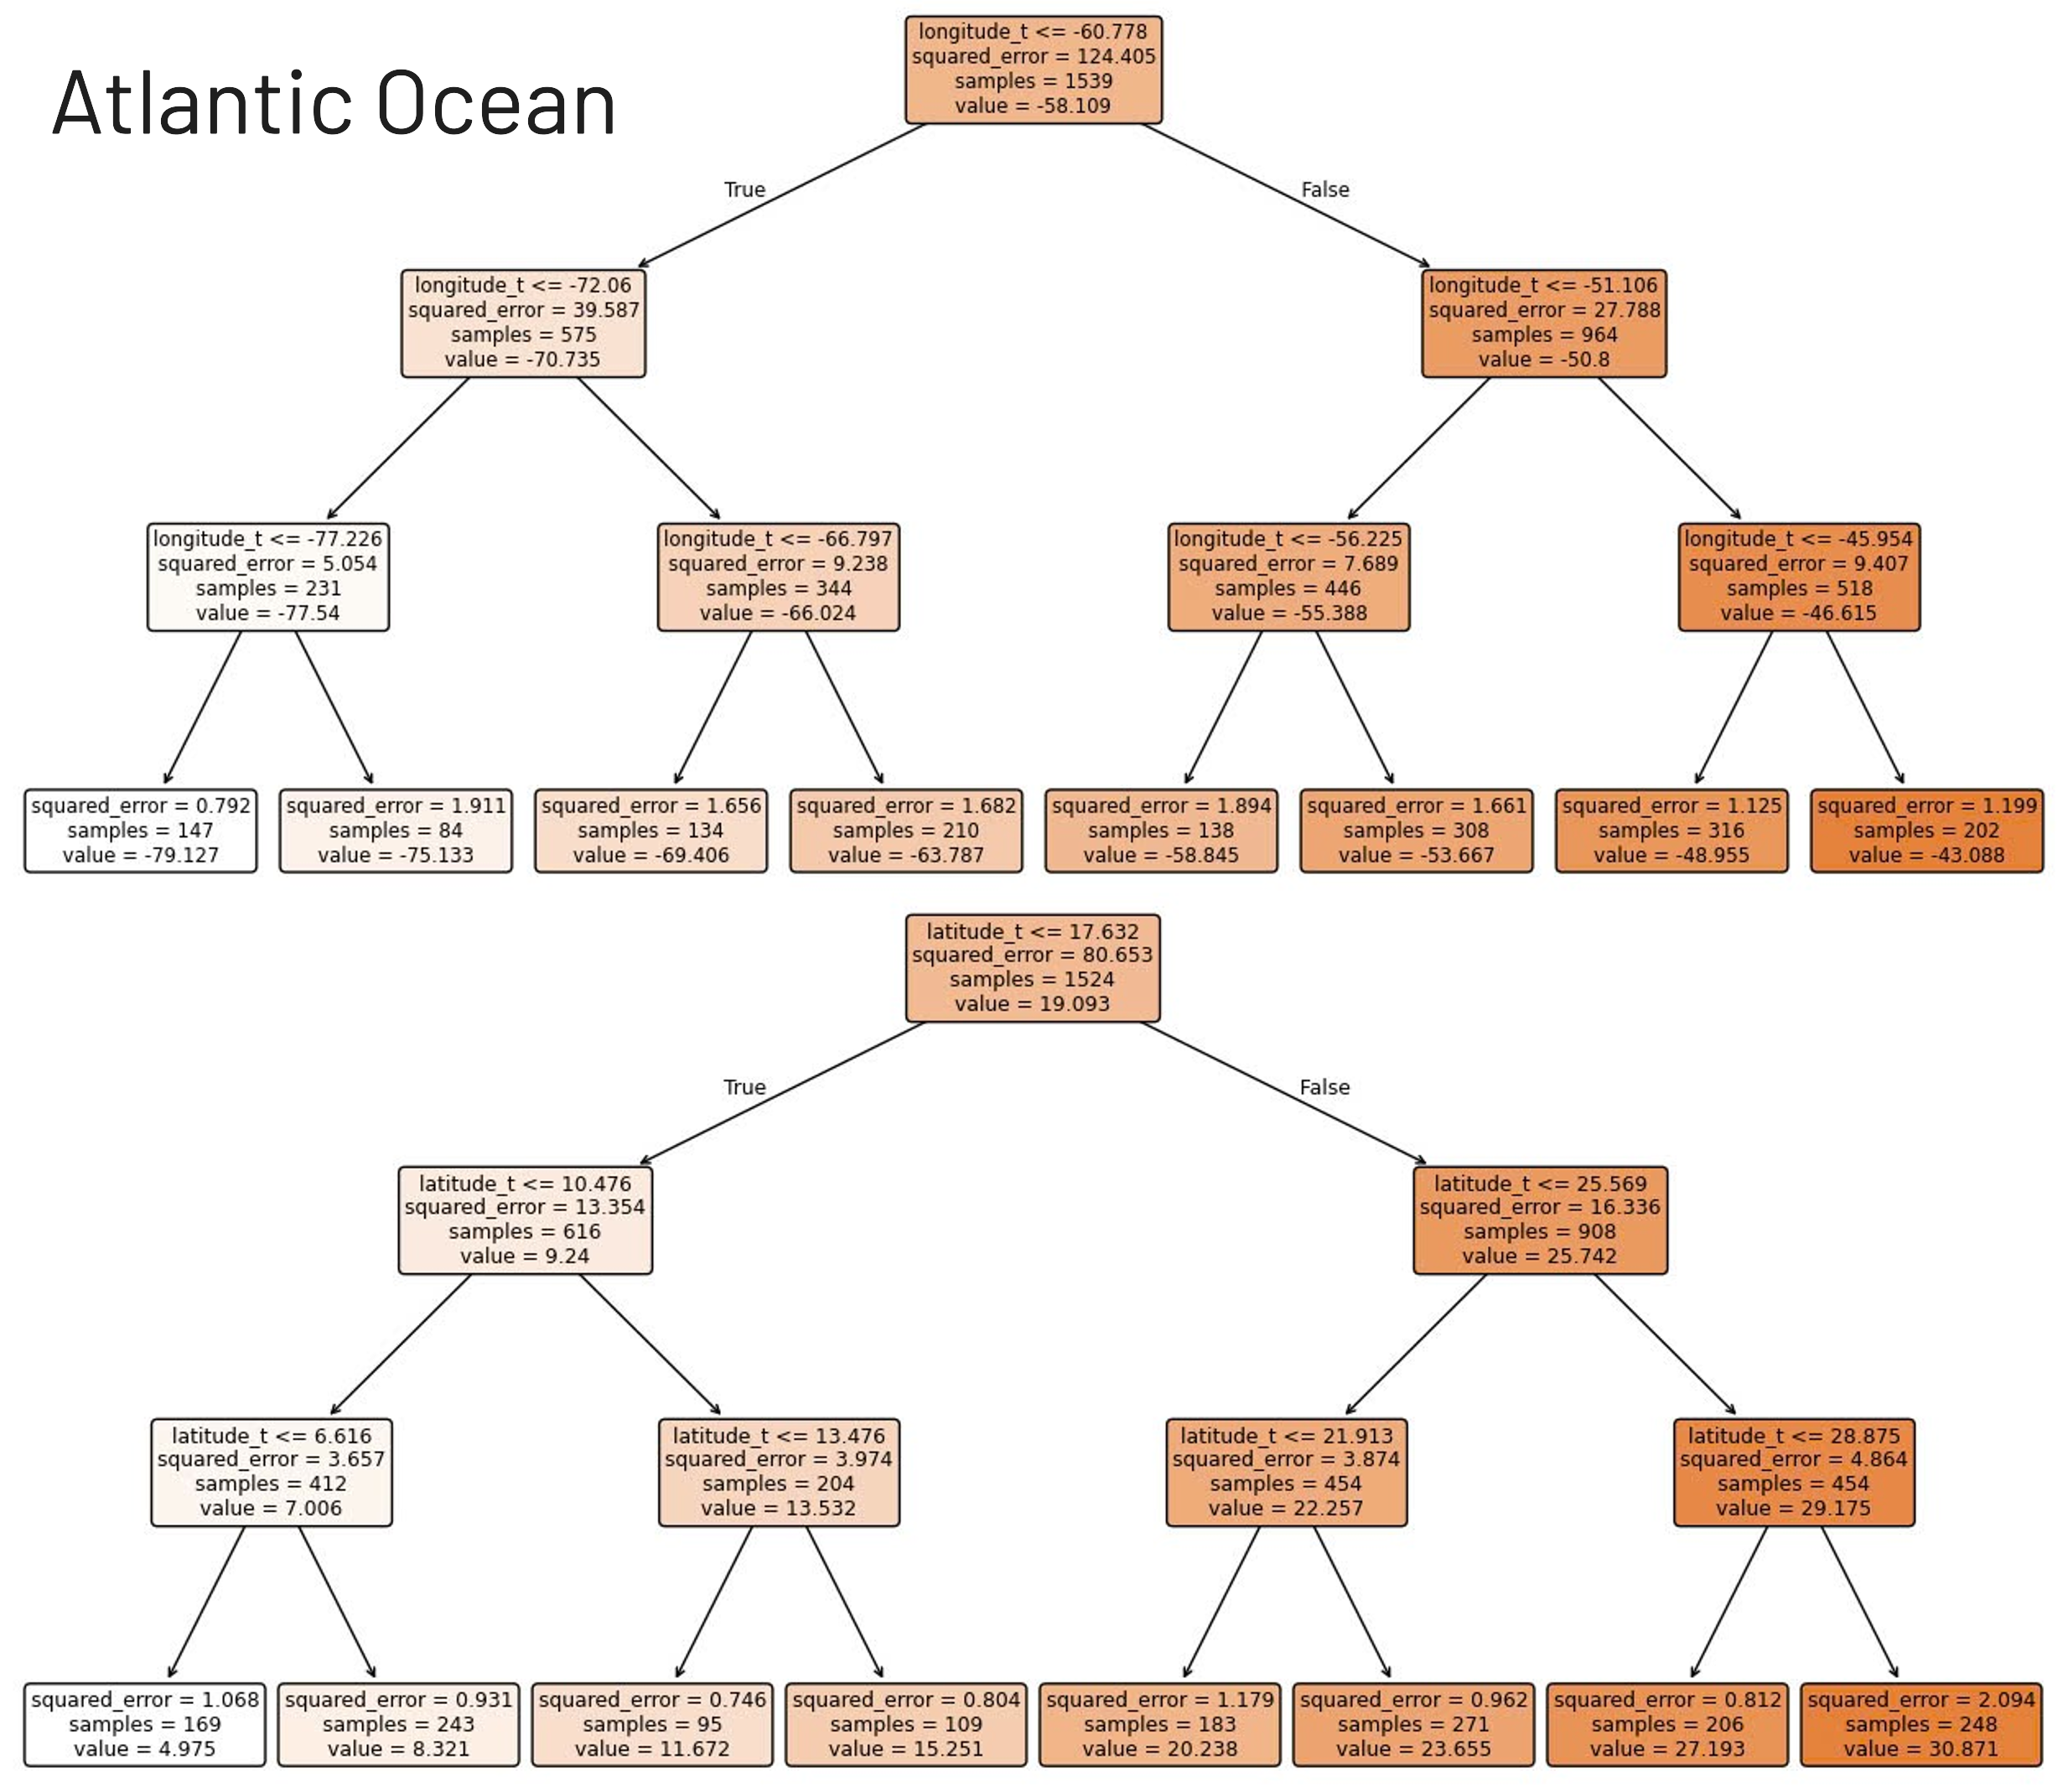 Atlantic Ocean
longitude_t <= -60.778
squared_error = 124.405
samples = 1539
value = -58.109
True
False
longitude_t <= -72.06
squared_error = 39.587
samples = 575
value = -70.735
longitude_t <= -51.106
squared_error = 27.788
samples = 964
value = -50.8
longitude_t <= -77.226
squared_error = 5.054
samples = 231
value = -77.54
longitude_t <= -66.797
squared_error = 9.238
samples = 344
value = -66.024
longitude_t <= -56.225
squared_error = 7.689
samples = 446
value = -55.388
longitude_t <= -45.954
squared_error = 9.407
samples = 518
value = -46.615
squared_error = 0.792
samples = 147
value = -79.127
squared_error = 1.911
samples = 84
value = -75.133
squared_error = 1.656
samples = 134
value = -69.406
squared_error = 1.682
samples = 210
value = -63.787
squared_error = 1.894
samples = 138
value = -58.845
squared_error = 1.661
samples = 308
value = -53.667
squared_error = 1.125
samples = 316
value = -48.955
squared_error = 1.199
samples = 202
value = -43.088
latitude_t <= 17.632
squared_error = 80.653
samples = 1524
value = 19.093
True
False
latitude_t <= 10.476
squared_error = 13.354
samples = 616
value = 9.24
latitude_t <= 25.569
squared_error = 16.336
samples = 908
value = 25.742
latitude_t <= 6.616
squared_error = 3.657
samples = 412
value = 7.006
latitude_t <= 13.476
squared_error = 3.974
samples = 204
value = 13.532
latitude_t <= 21.913
squared_error = 3.874
samples = 454
value = 22.257
latitude_t <= 28.875
squared_error = 4.864
samples = 454
value = 29.175
squared_error = 1.068
samples = 169
value = 4.975
squared_error = 0.931
samples = 243
value = 8.321
squared_error = 0.746
samples = 95
value = 11.672
squared_error = 0.804
samples = 109
value = 15.251
squared_error = 1.179
samples = 183
value = 20.238
squared_error = 0.962
samples = 271
value = 23.655
squared_error = 0.812
samples = 206
value = 27.193
squared_error = 2.094
samples = 248
value = 30.871